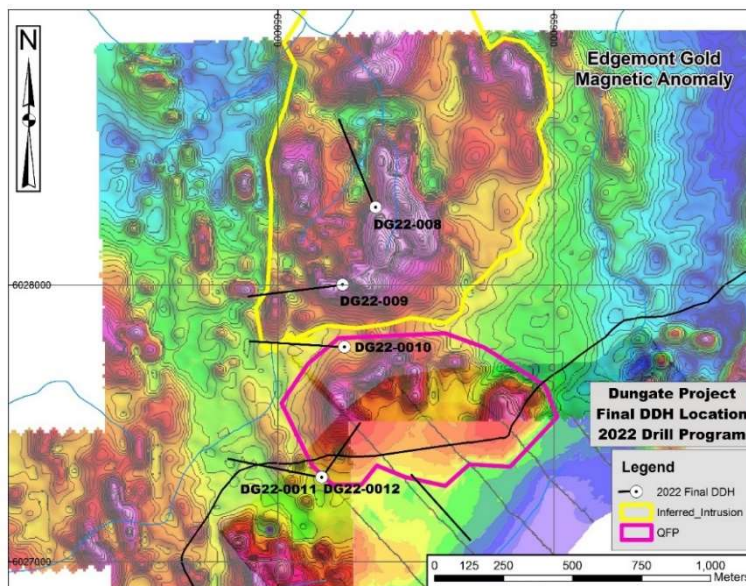 658000
659000
N
Edgemont Gold
Magnetic Anomaly
DG22-008
6028000
DG22-009
DG22-0010
Dungate Project
Final DDH Location
2022 Drill Program
Legend
2022 Final DDH
Inferred_Intrusion
QFP
DG22-0011 DG22-0012
6027000
0 125 250 500 750 1,000
Meters